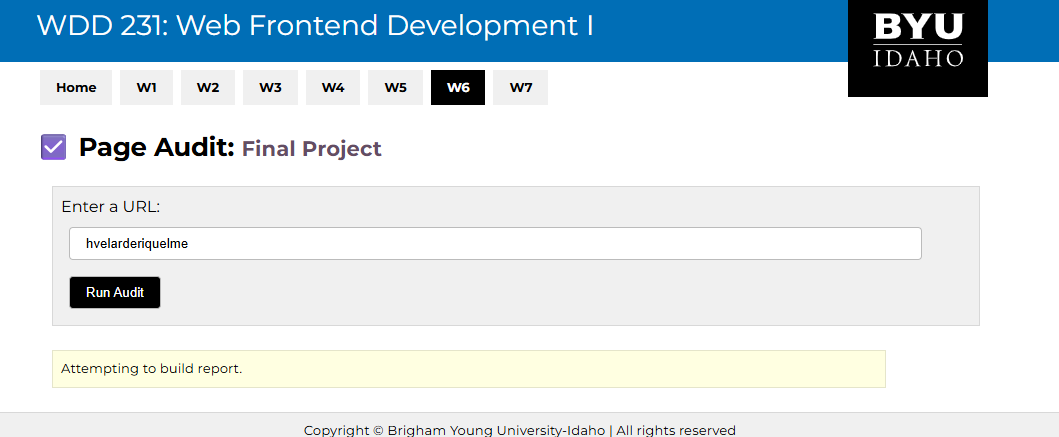 WDD 231: Web Frontend Development I
BYU
IDAHO
Home W1 W2 W3 W4 W5 W6 W7
Page Audit: Final Project
Enter a URL:
hvelarderiquelme
Run Audit
Attempting to build report.
Copyright © Brigham Young University-Idaho | All rights reserved